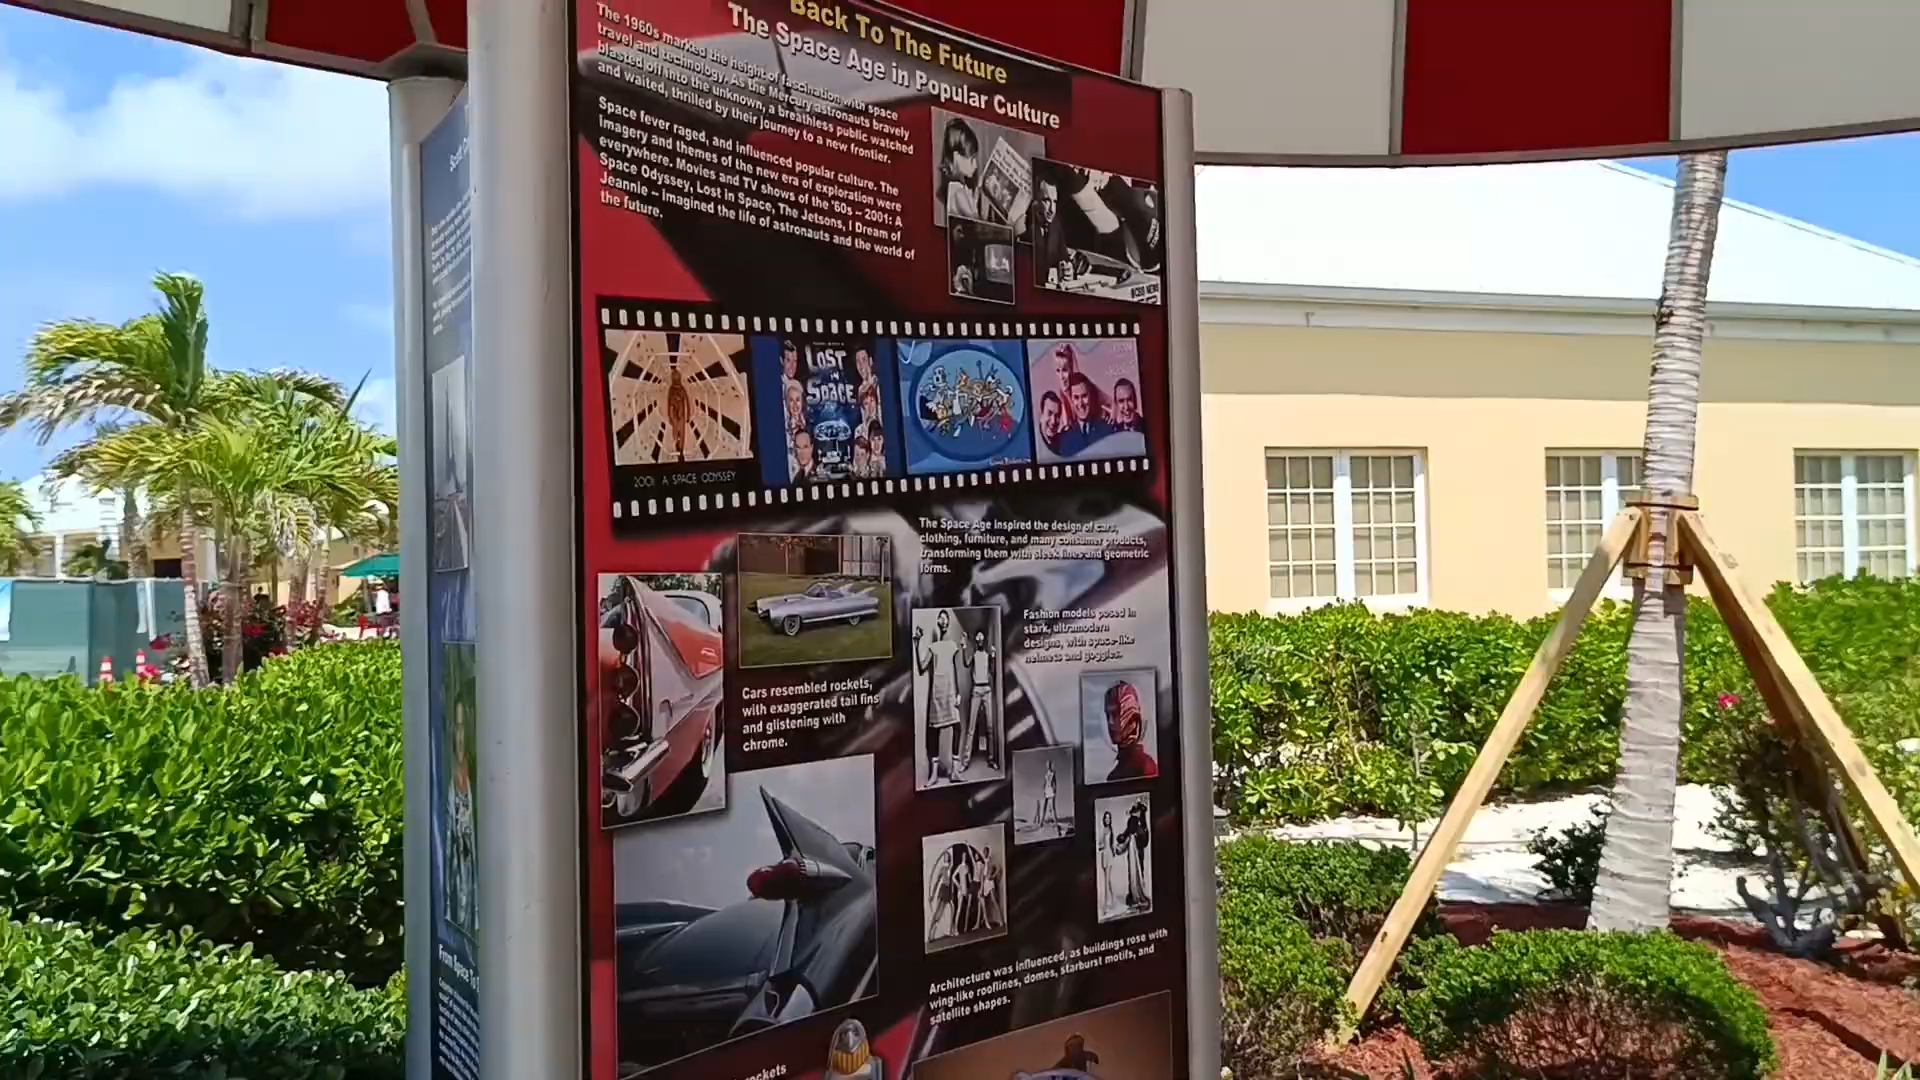 Back To The Future
The Space Age in Popular Culture
The 1960s marked the height of fascination with space
travel and technology. As the Mercury astronauts bravely
blasted off into the unknown, a breathless public watched
and waited, thrilled by their journey to a new frontier.
Space fever raged, and influenced popular culture. The
imagery and themes of the new era of exploration were
everywhere. Movies and TV shows of the '60s – 2001: A
Space Odyssey, Lost in Space, The Jetsons, I Dream of
Jeannie – imagined the life of astronauts and the world of
the future.
CBS NEWS
LOST
IN
SPACE
2001: A SPACE ODYSSEY
The Space Age inspired the design of cars,
clothing, furniture, and many consumer products,
transforming them with sleek lines and geometric
forms.
Fashion models posed in
stark, ultramodern
designs, with space-like
helmets and goggles.
Cars resembled rockets,
with exaggerated tail fins
and glistening with
chrome.
Architecture was influenced, as buildings rose with
wing-like rooflines, domes, starburst motifs, and
satellite shapes.
rockets
From Space To